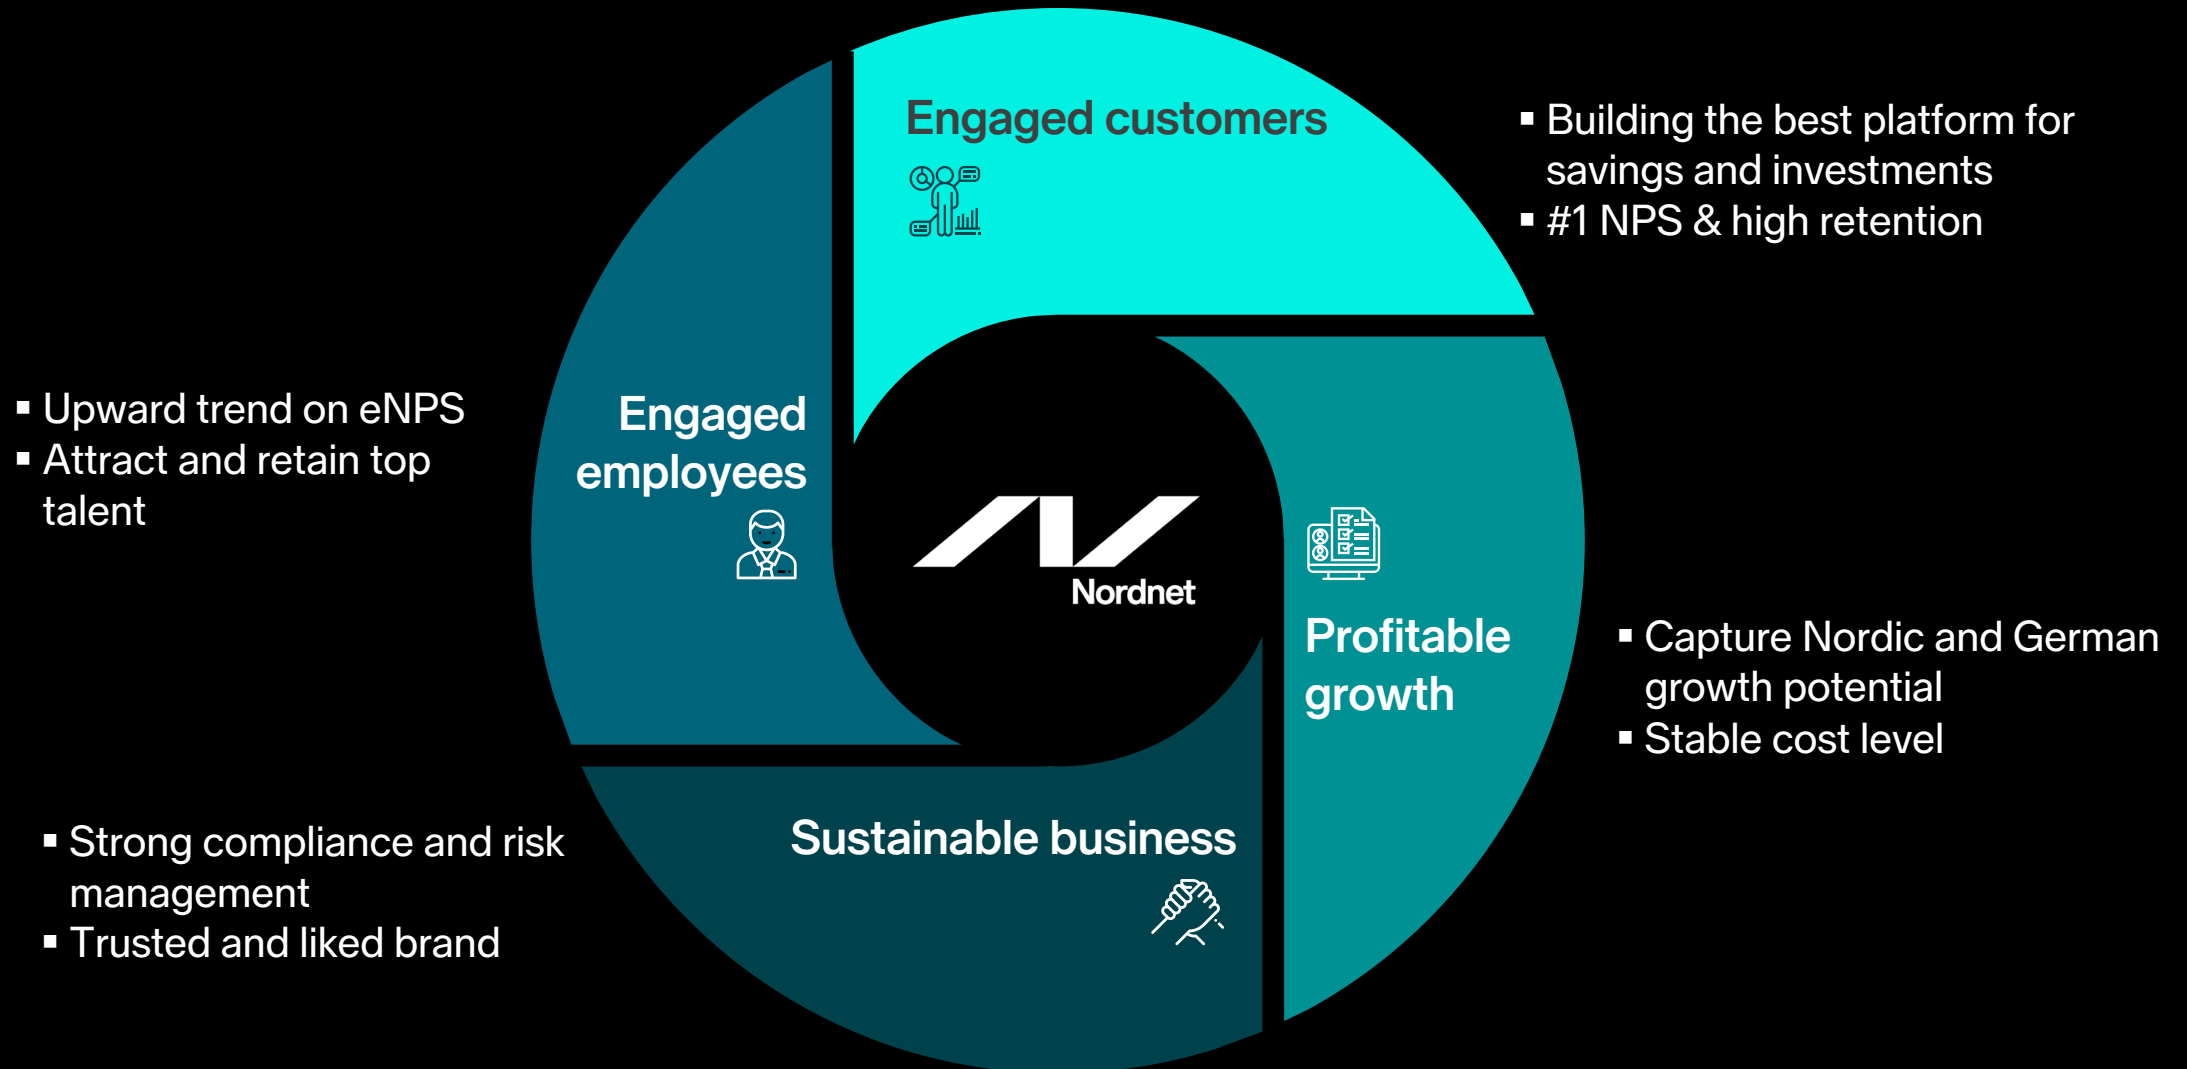 Engaged customers
▪ Building the best platform for
savings and investments
▪ #1 NPS & high retention
Engaged
employees
▪ Upward trend on eNPS
▪ Attract and retain top
talent
Nordnet
Profitable
growth
▪ Capture Nordic and German
growth potential
▪ Stable cost level
Sustainable business
▪ Strong compliance and risk
management
▪ Trusted and liked brand